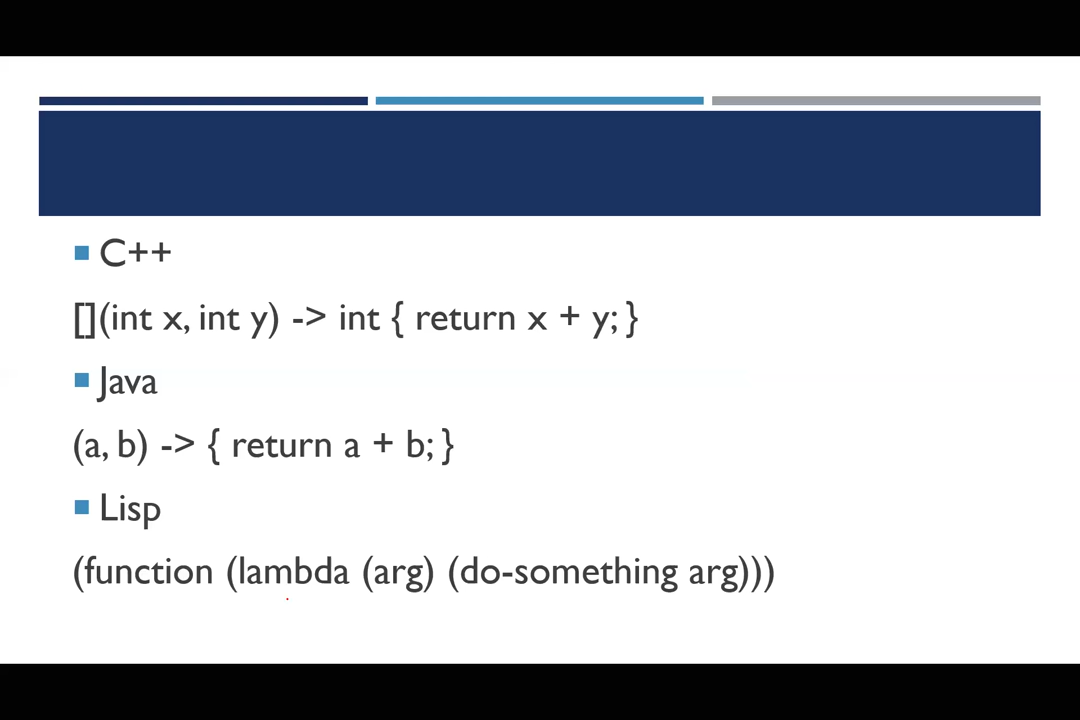 C++
[](int x, int y) -> int { return x + y; }
Java
(a, b) -> { return a + b; }
Lisp
(function (lambda (arg) (do-something arg)))